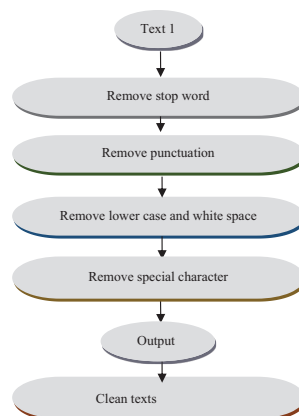 Text 1
Remove stop word
Remove punctuation
Remove lower case and white space
Remove special character
Output
Clean texts